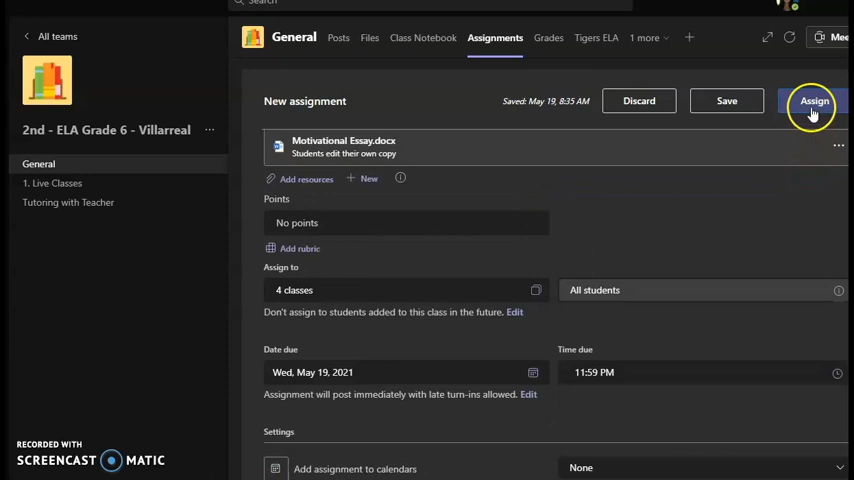 Search
All teams
General Posts Files Class Notebook Assignments Grades Tigers ELA 1 more
New assignment Saved: May 19, 8:35 AM Discard Save Assign
2nd - ELA Grade 6 - Villarreal ...
Motivational Essay.docx
Students edit their own copy
General
1. Live Classes
Tutoring with Teacher
Add resources + New
Points
No points
Add rubric
Assign to
4 classes All students
Don't assign to students added to this class in the future. Edit
Date due Time due
Wed, May 19, 2021 11:59 PM
Assignment will post immediately with late turn-ins allowed. Edit
Settings
Add assignment to calendars None
RECORDED WITH
SCREENCAST MATIC